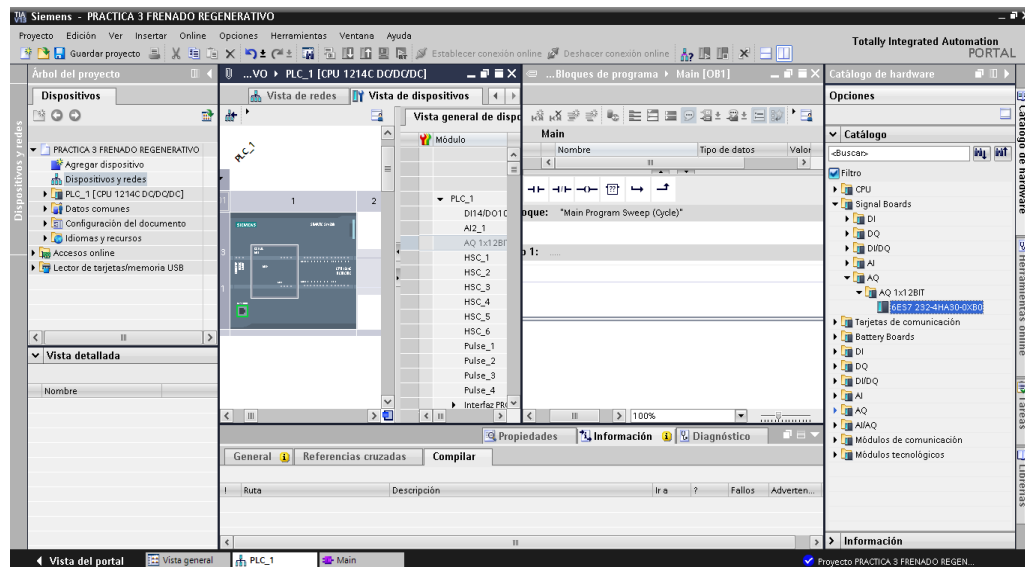 Siemens - PRACTICA 3 FRENADO REGENERATIVO
Proyecto Edición Ver Insertar Online Opciones Herramientas Ventana Ayuda
Guardar proyecto
Establecer conexión online
Deshacer conexión online
Totally Integrated Automation
PORTAL
Árbol del proyecto
Dispositivos
Dispositivos y redes
PRACTICA 3 FRENADO REGENERATIVO
Agregar dispositivo
Dispositivos y redes
PLC_1 [CPU 1214C DC/DC/DC]
Datos comunes
Configuración del documento
Idiomas y recursos
Accesos online
Lector de tarjetas/memoria USB
Vista detallada
Nombre
...VO PLC_1 [CPU 1214C DC/DC/DC]
Vista de redes
Vista de dispositivos
Vista general de dispo
PLC_1
1 2
SIEMENS
Módulo
PLC_1
DI14/DO10
AI2_1
AQ 1x12BIT
HSC_1
HSC_2
HSC_3
HSC_4
HSC_5
HSC_6
Pulse_1
Pulse_2
Pulse_3
Pulse_4
Interfaz PRO
...Bloques de programa Main [OB1]
Main
Nombre Tipo de datos Valor
oque: "Main Program Sweep (Cycle)"
o 1: .....
100%
Propiedades
Información
Diagnóstico
General
Referencias cruzadas
Compilar
! Ruta Descripción Ir a ? Fallos Adverten...
Catálogo de hardware
Opciones
Catálogo
<Buscar>
Filtro
CPU
Signal Boards
DI
DQ
DI/DQ
AI
AQ
AQ 1x12BIT
6ES7 232-4HA30-0XB0
Tarjetas de comunicación
Battery Boards
DI
DQ
DI/DQ
AI
AQ
AI/AQ
Módulos de comunicación
Módulos tecnológicos
Información
Catálogo de hardware
Herramientas online
Tareas
Librerías
Vista del portal
Vista general
PLC_1
Main
Proyecto PRACTICA 3 FRENADO REGEN...